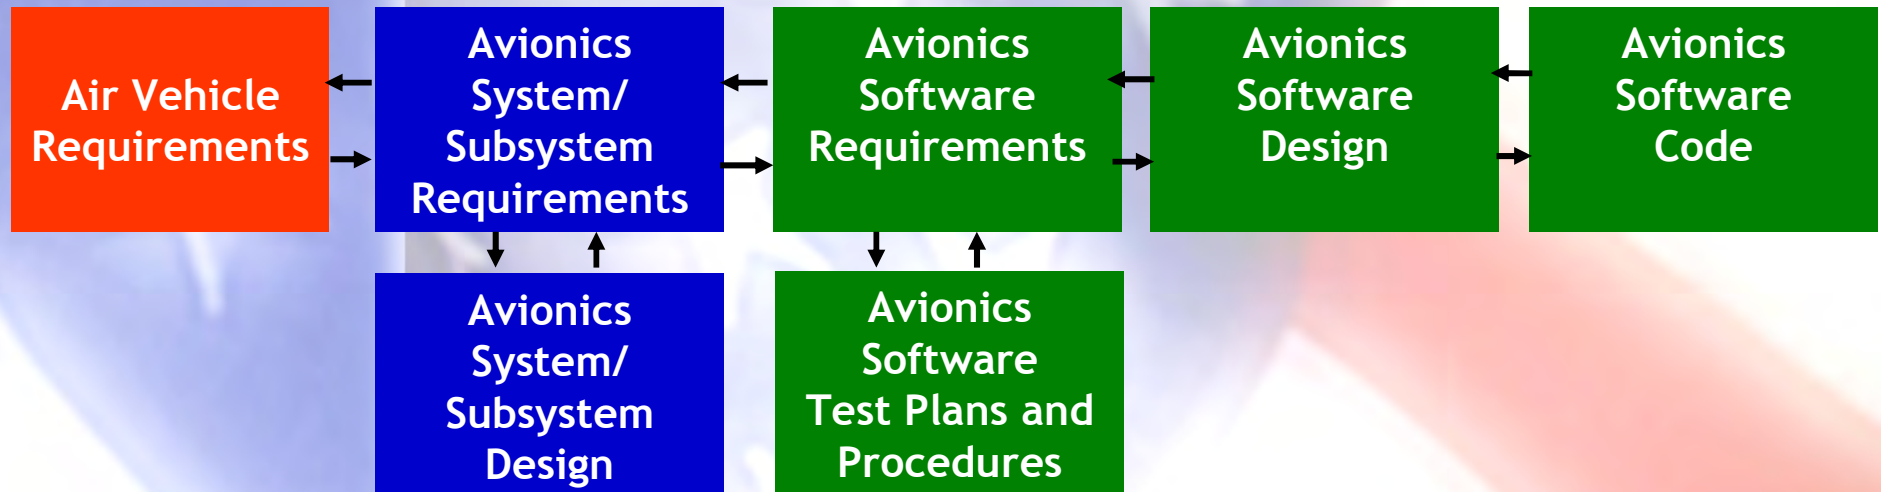 Air Vehicle
Requirements
Avionics
System/
Subsystem
Requirements
Avionics
Software
Requirements
Avionics
Software
Design
Avionics
Software
Code
Avionics
System/
Subsystem
Design
Avionics
Software
Test Plans and
Procedures